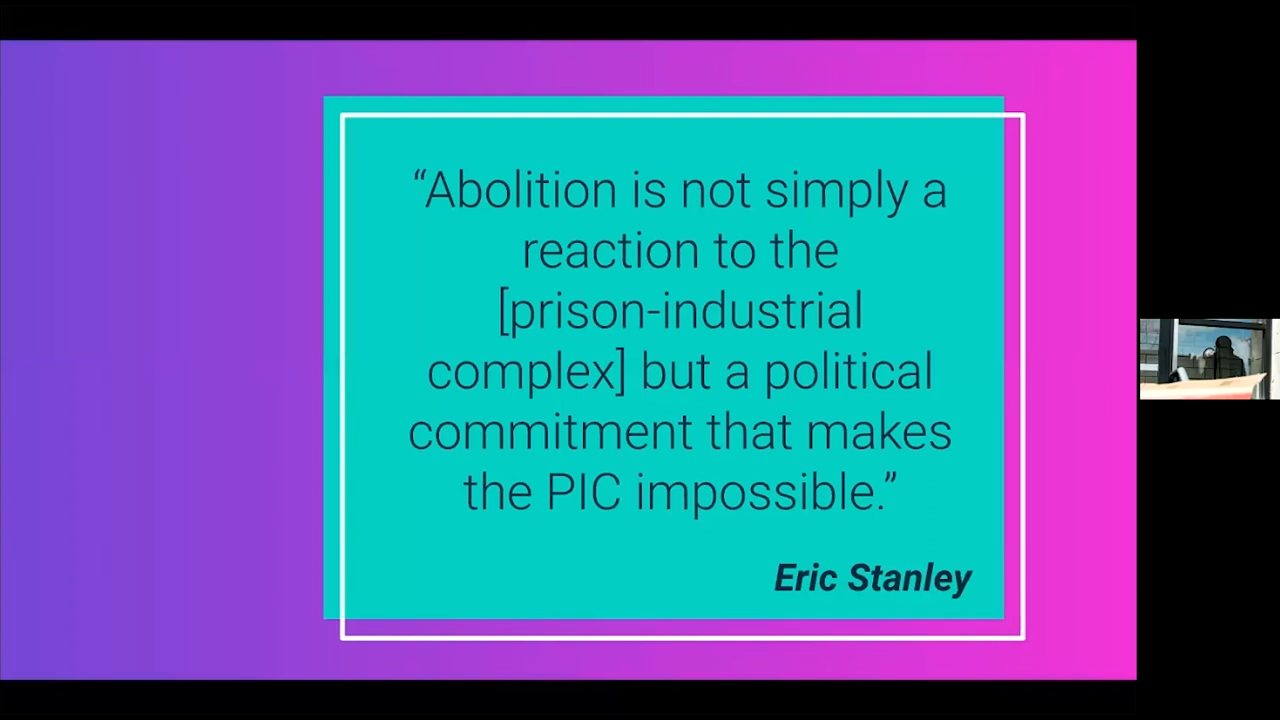 “Abolition is not simply a
reaction to the
[prison-industrial
complex] but a political
commitment that makes
the PIC impossible.”
Eric Stanley